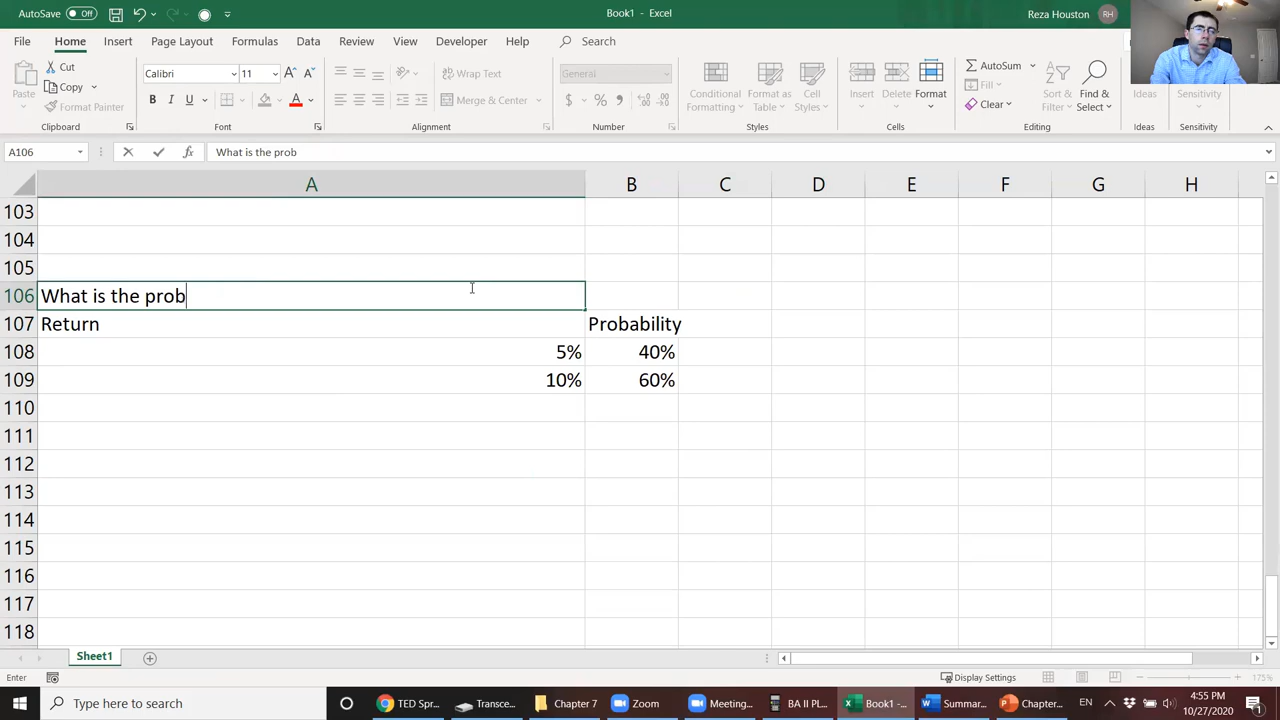 AutoSave Off Book1 - Excel Reza Houston RH
File Home Insert Page Layout Formulas Data Review View Developer Help Search
Paste Cut Copy Format Painter Clipboard
Calibri 11 B I U A Font
Wrap Text Merge & Center Alignment
General $ % Number
Conditional Formatting Format as Table Cell Styles Styles
Insert Delete Format Cells
AutoSum Fill Clear Sort & Filter Find & Select Editing
Ideas Ideas
Sensitivity Sensitivity
A106 fx What is the prob
A B C D E F G H
103
104
105
106 What is the prob
107 Return Probability
108 5% 40%
109 10% 60%
110
111
112
113
114
115
116
117
118
Sheet1
Enter Display Settings 175%
Type here to search TED Spr... Transce... Chapter 7 Zoom Meeting... BA II PL... Book1 -... Summar... Chapter... EN 4:55 PM
10/27/2020